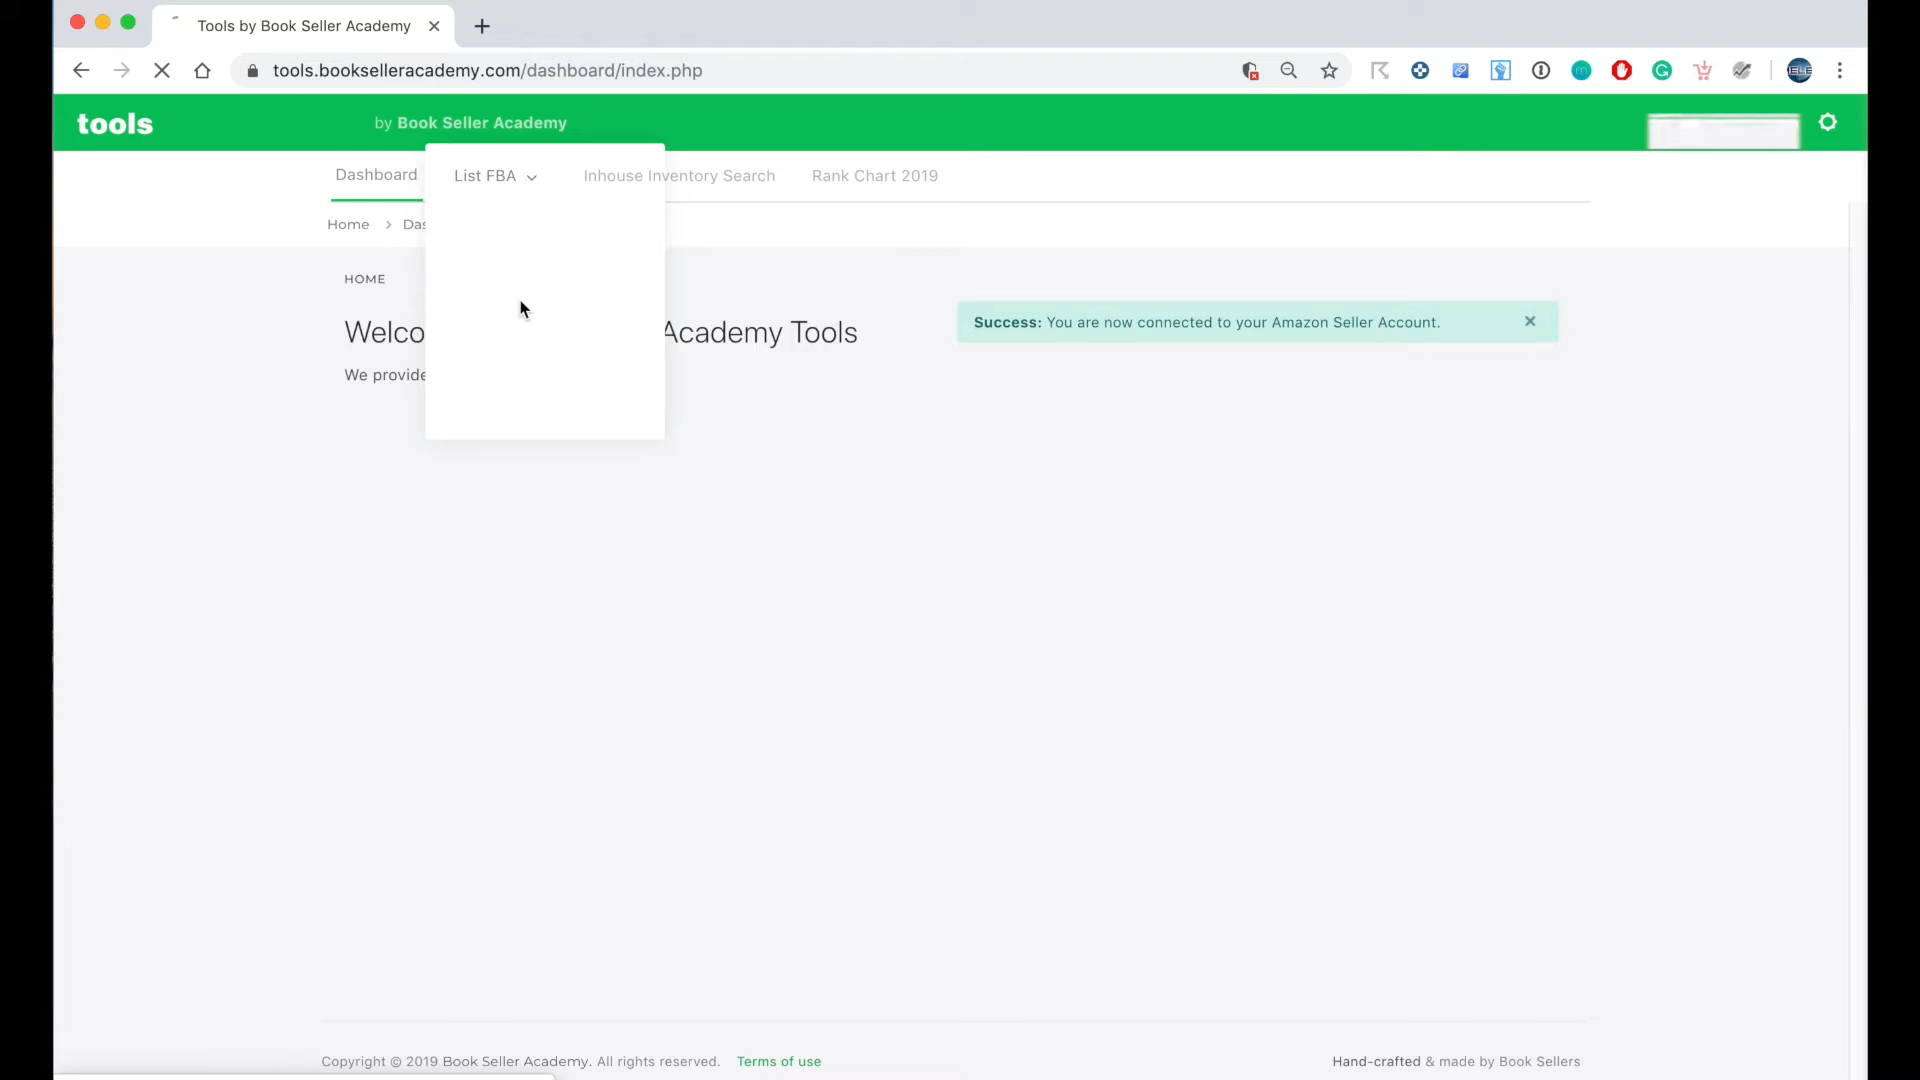 Tools by Book Seller Academy
tools.bookselleracademy.com/dashboard/index.php
tools by Book Seller Academy
Dashboard List FBA Inhouse Inventory Search Rank Chart 2019
Home > Das
HOME
Welco Academy Tools
Success: You are now connected to your Amazon Seller Account.
We provide
Copyright © 2019 Book Seller Academy. All rights reserved. Terms of use
Hand-crafted & made by Book Sellers